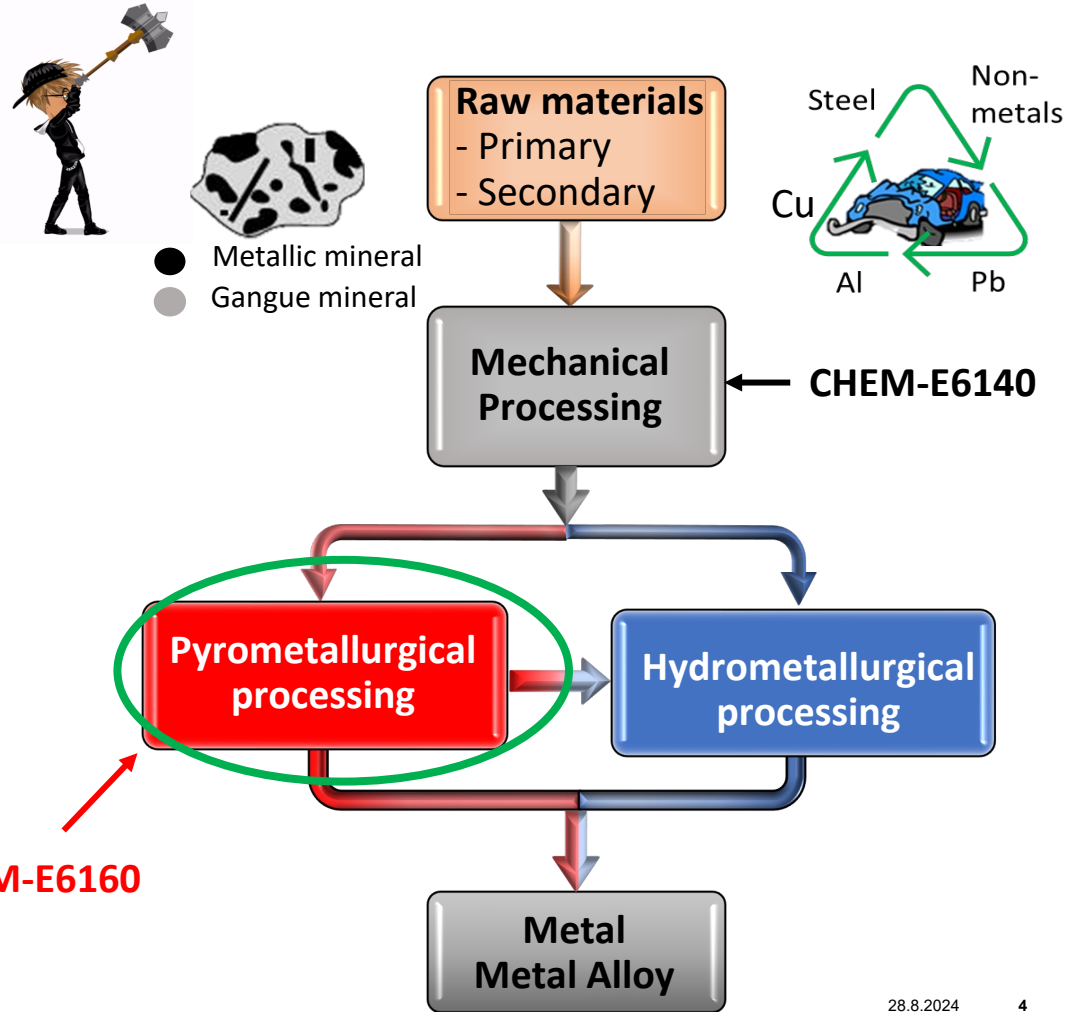 Raw materials
- Primary
- Secondary
Steel
Non-
metals
Cu
Al
Pb
Metallic mineral
Gangue mineral
Mechanical
Processing
CHEM-E6140
Pyrometallurgical
processing
Hydrometallurgical
processing
M-E6160
Metal
Metal Alloy
28.8.2024
4